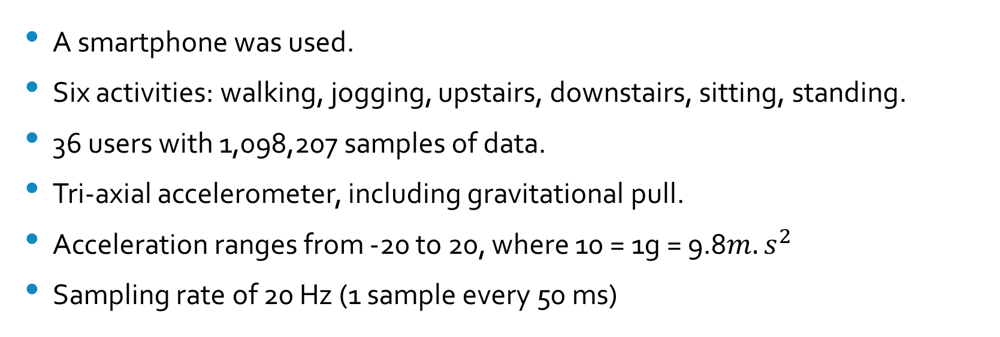 • A smartphone was used.
• Six activities: walking, jogging, upstairs, downstairs, sitting, standing.
• 36 users with 1,098,207 samples of data.
• Tri-axial accelerometer, including gravitational pull.
• Acceleration ranges from -20 to 20, where 10 = 1g = 9.8m. s²
• Sampling rate of 20 Hz (1 sample every 50 ms)